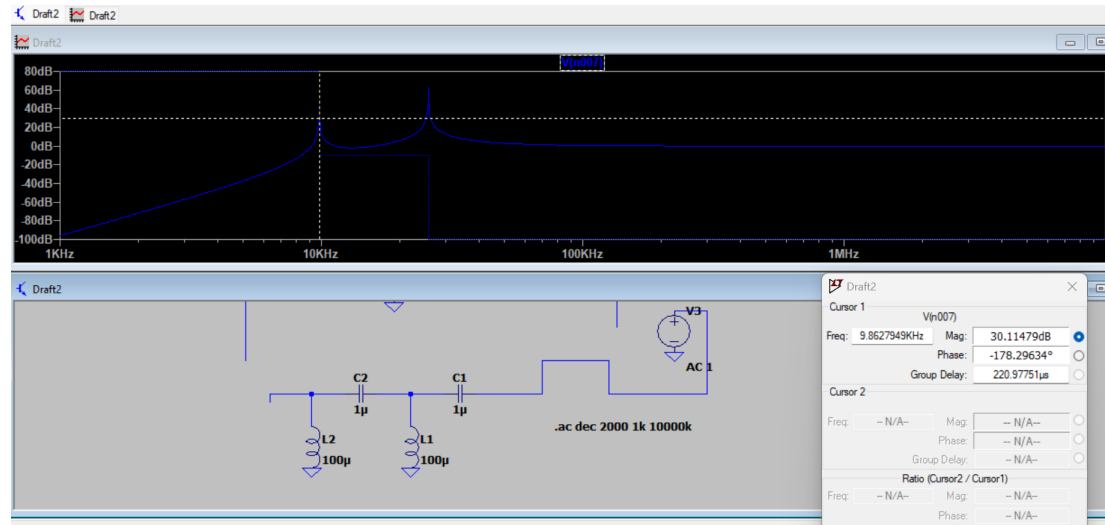 Draft2 Draft2
Draft2
V(n007)
80dB
60dB
40dB
20dB
0dB
-20dB
-40dB
-60dB
-80dB
-100dB
1KHz 10KHz 100KHz 1MHz
Draft2
V3
AC 1
C2 C1
1µ 1µ
.ac dec 2000 1k 10000k
L2 L1
100µ 100µ
Draft2
Cursor 1
V(n007)
Freq: 9.8627949KHz Mag: 30.11479dB
Phase: -178.29634°
Group Delay: 220.97751µs
Cursor 2
Freq: -- N/A-- Mag: -- N/A--
Phase: -- N/A--
Group Delay: -- N/A--
Ratio (Cursor2 / Cursor1)
Freq: -- N/A-- Mag: -- N/A--
Phase: -- N/A--